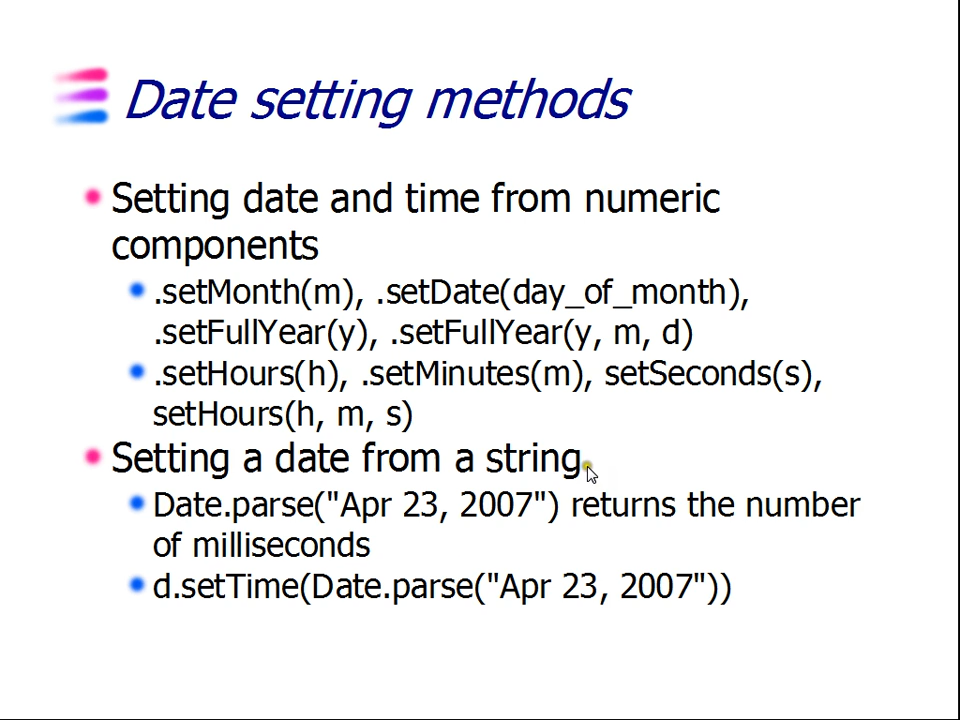 Date setting methods
Setting date and time from numeric
components
.setMonth(m), .setDate(day_of_month),
.setFullYear(y), .setFullYear(y, m, d)
.setHours(h), .setMinutes(m), setSeconds(s),
setHours(h, m, s)
Setting a date from a string
Date.parse("Apr 23, 2007") returns the number
of milliseconds
d.setTime(Date.parse("Apr 23, 2007"))